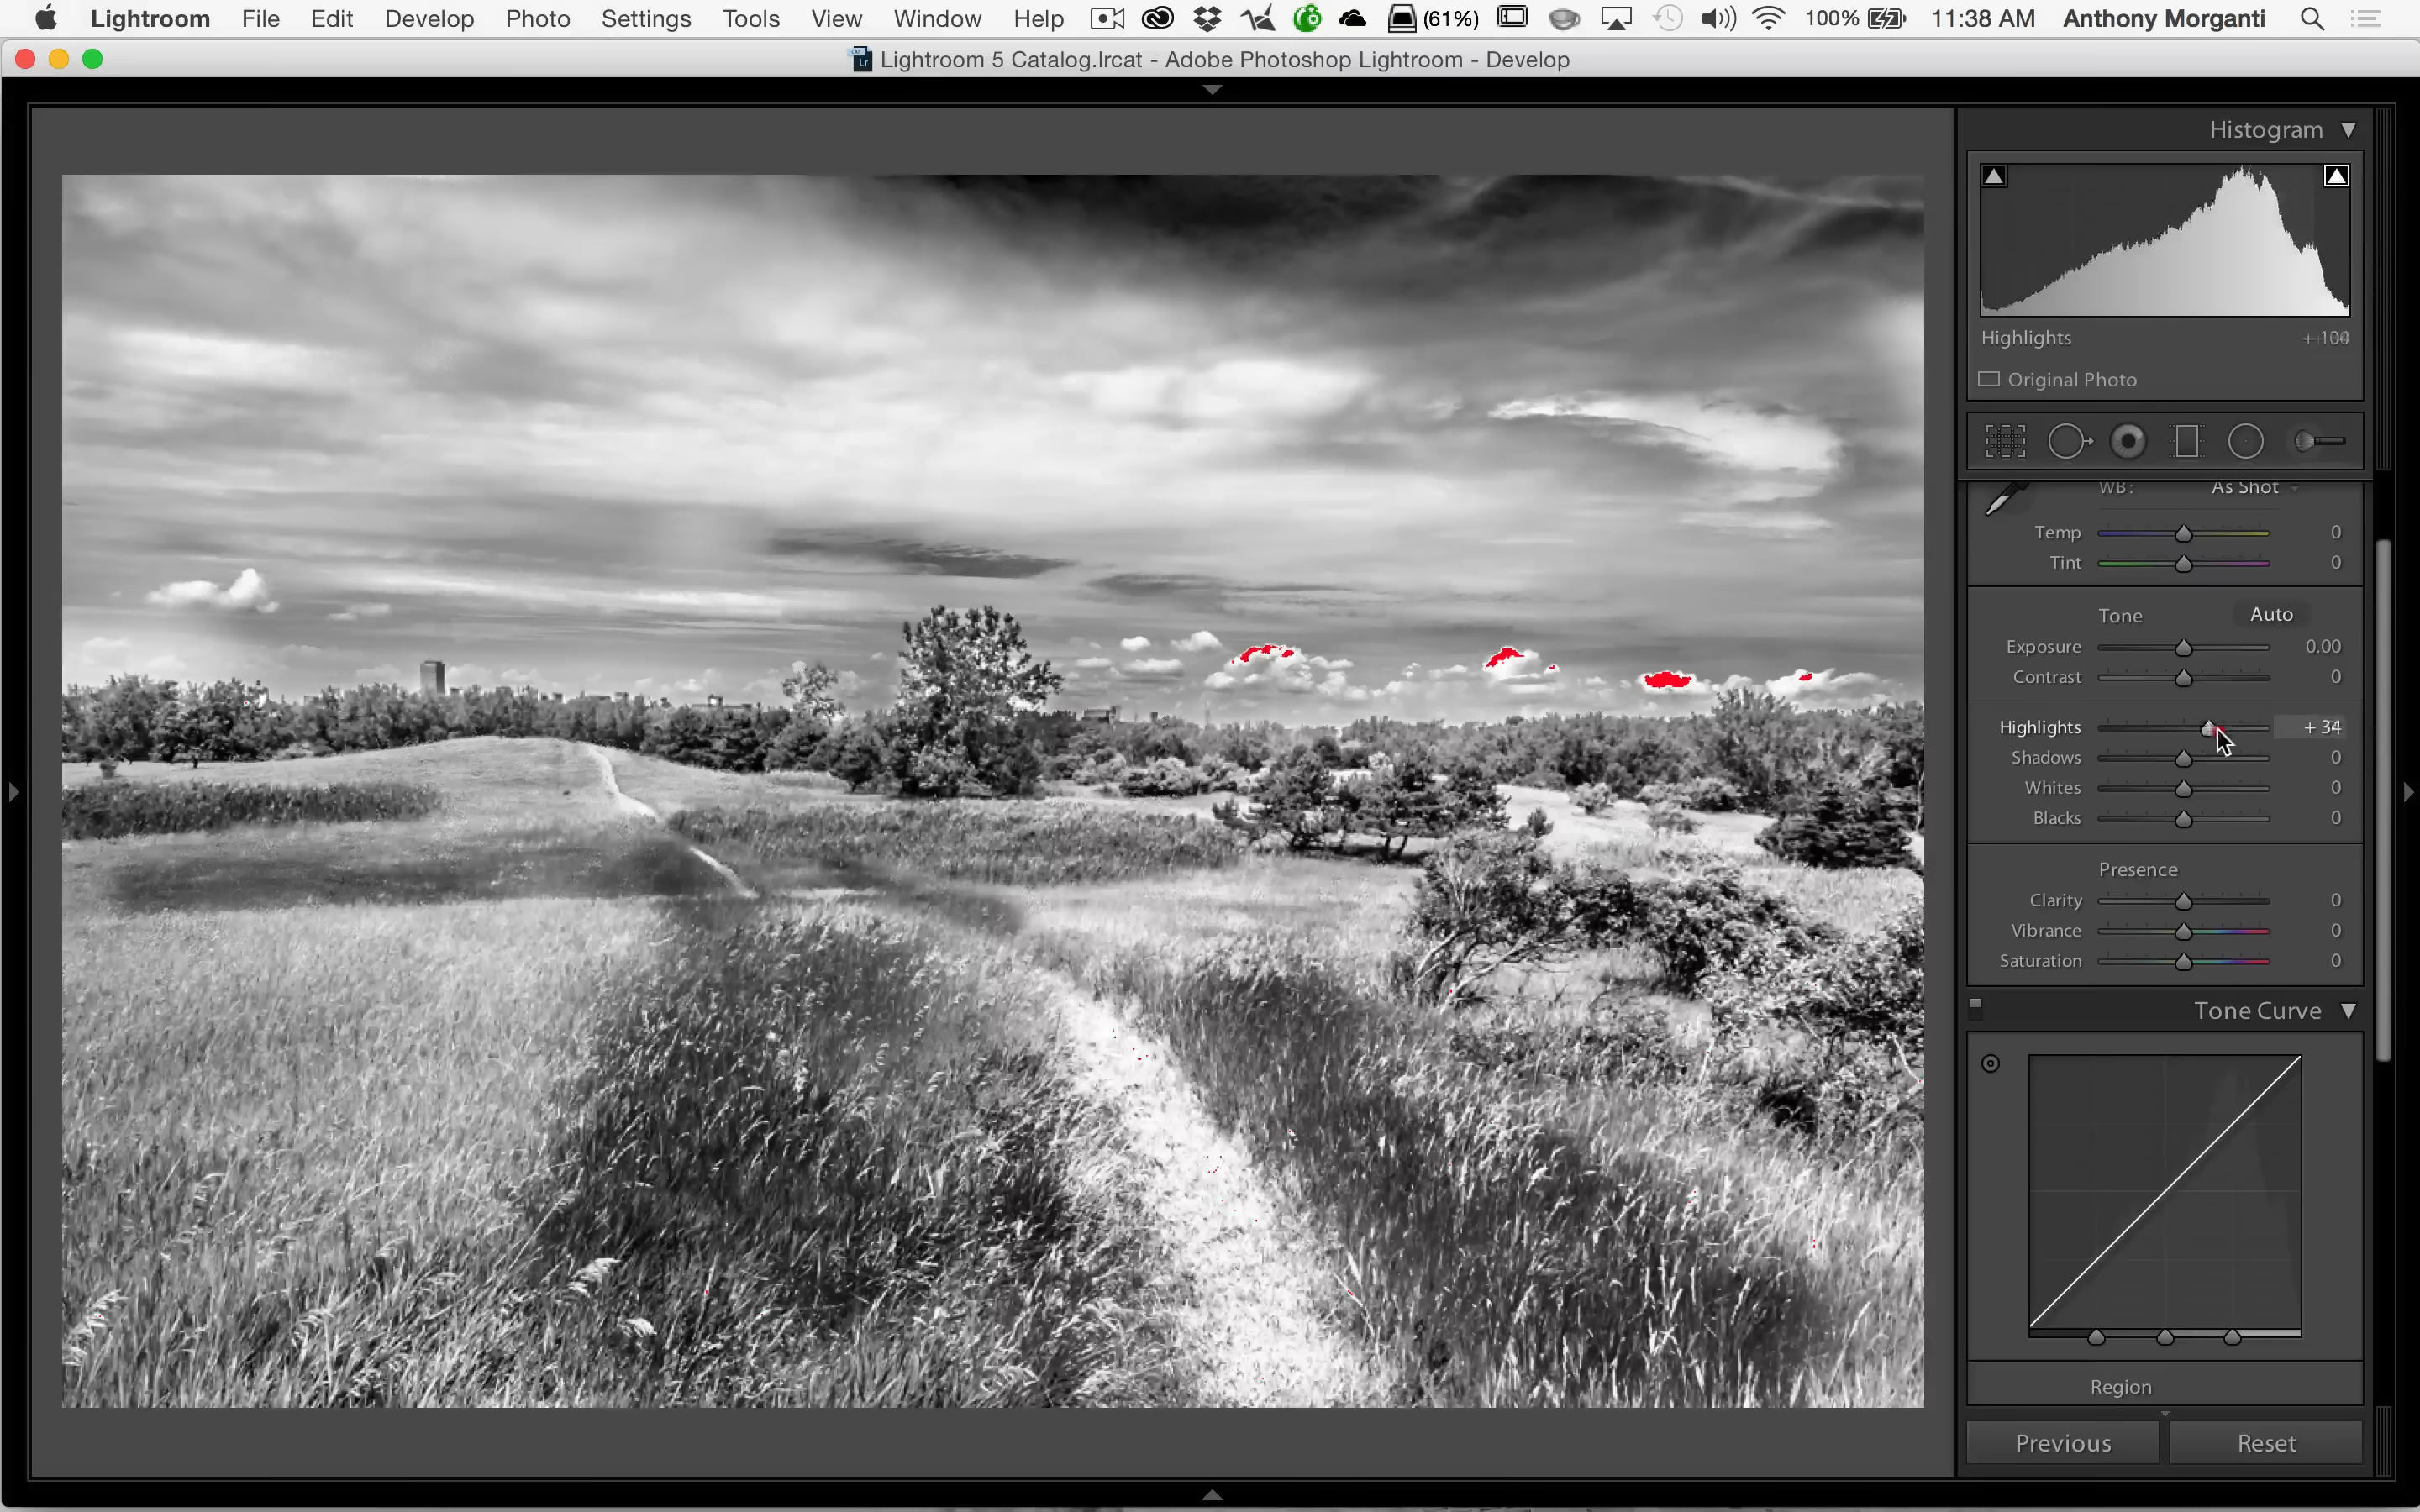 Lightroom File Edit Develop Photo Settings Tools View Window Help (61%) 100% 11:38 AM Anthony Morganti
Lightroom 5 Catalog.lrcat - Adobe Photoshop Lightroom - Develop
Histogram
Highlights
Original Photo
WB: As Shot
Temp 0
Tint 0
Tone Auto
Exposure 0.00
Contrast 0
Highlights + 34
Shadows 0
Whites 0
Blacks 0
Presence
Clarity 0
Vibrance 0
Saturation 0
Tone Curve
Region
Previous Reset